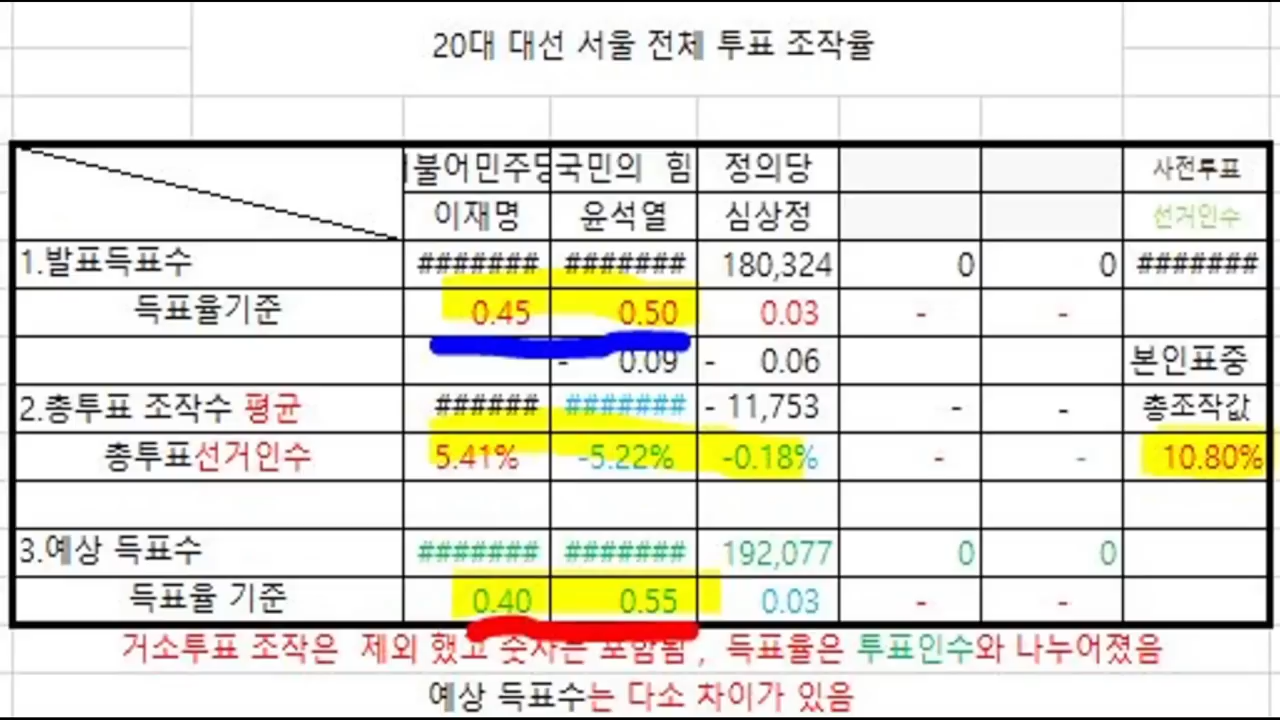 20대 대선 서울 전체 투표 조작율
불어민주당 국민의 힘 정의당 사전투표
이재명 윤석열 심상정 선거인수
1.발표득표수 ####### ####### 180,324 0 0 #######
득표율기준 0.45 0.50 0.03 - -
- 0.09 - 0.06 본인표중
2.총투표 조작수 평균 ###### ####### - 11,753 - - 총조작값
총투표선거인수 5.41% -5.22% -0.18% - - 10.80%
3.예상 득표수 ####### ####### 192,077 0 0
득표율 기준 0.40 0.55 0.03 - -
거소투표 조작은 제외 했고 숫자는 포함됨 , 득표율은 투표인수와 나누어졌음
예상 득표수는 다소 차이가 있음